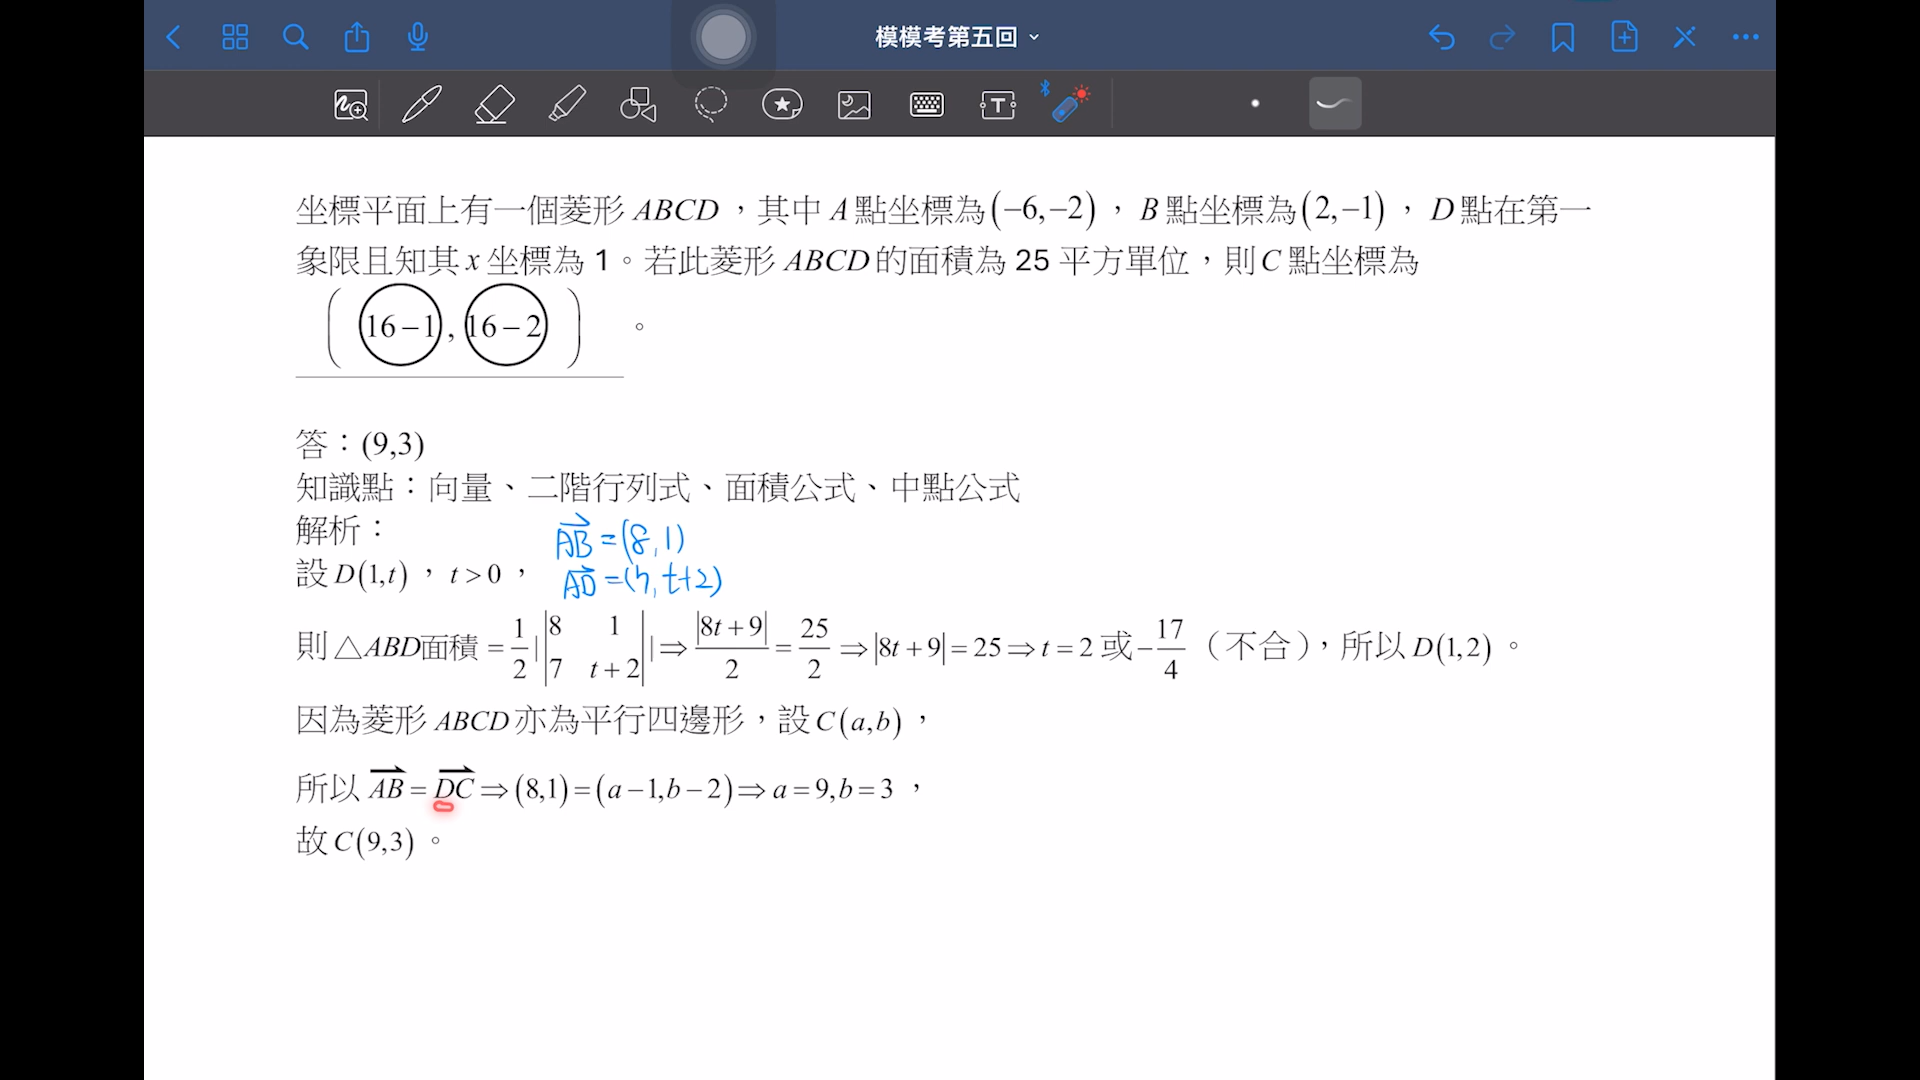 模模考第五回
坐標平面上有一個菱形 ABCD，其中 A 點坐標為 (−6,−2)，B 點坐標為 (2,−1)，D 點在第一
象限且知其 x 坐標為 1。若此菱形 ABCD 的面積為 25 平方單位，則 C 點坐標為
( 16−1 , 16−2 ) 。
答：(9,3)
知識點：向量、二階行列式、面積公式、中點公式
解析：
AB=(8,1)
設 D(1,t)，t>0，
AD=(7,t+2)
則 △ABD面積 = 1/2 | |8 1; 7 t+2| | ⇒ |8t+9|/2 = 25/2 ⇒ |8t+9| = 25 ⇒ t = 2 或 −17/4（不合），所以 D(1,2)。
因為菱形 ABCD 亦為平行四邊形，設 C(a,b)，
所以 AB = DC ⇒ (8,1) = (a−1,b−2) ⇒ a = 9, b = 3，
故 C(9,3)。